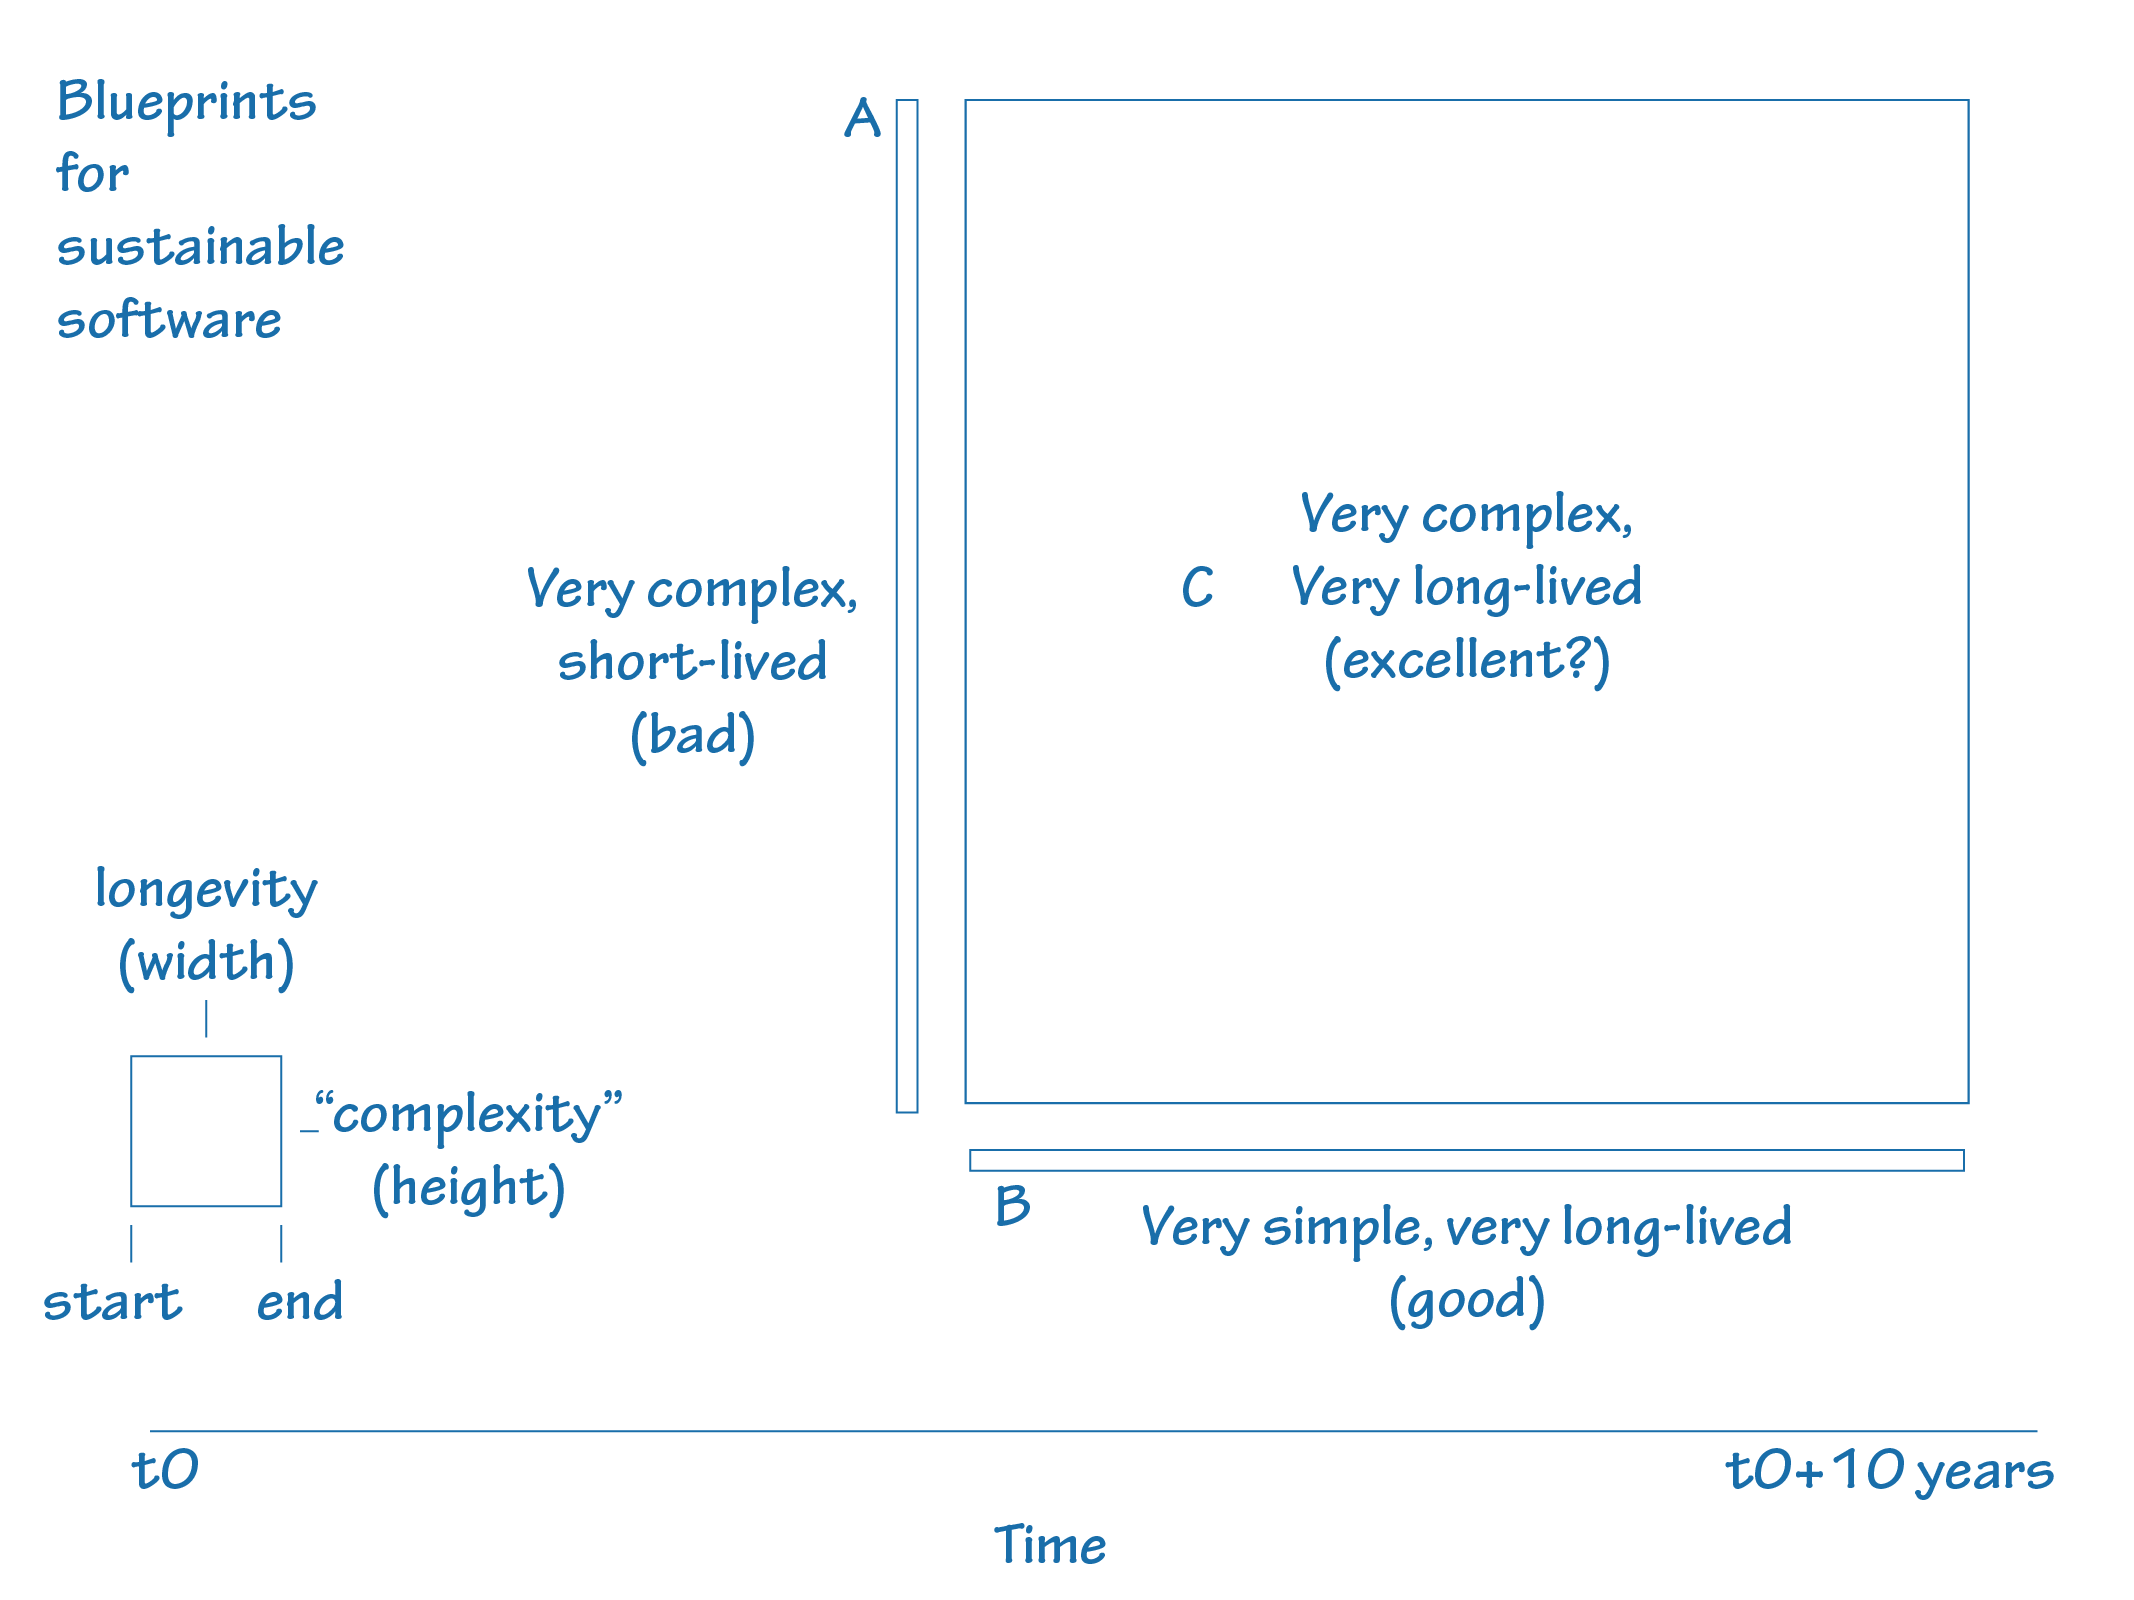 Blueprints
for
sustainable
software
A
Very complex,
short-lived
(bad)
C
Very complex,
Very long-lived
(excellent?)
longevity
(width)
“complexity”
(height)
start
end
B
Very simple, very long-lived
(good)
t0
t0+10 years
Time